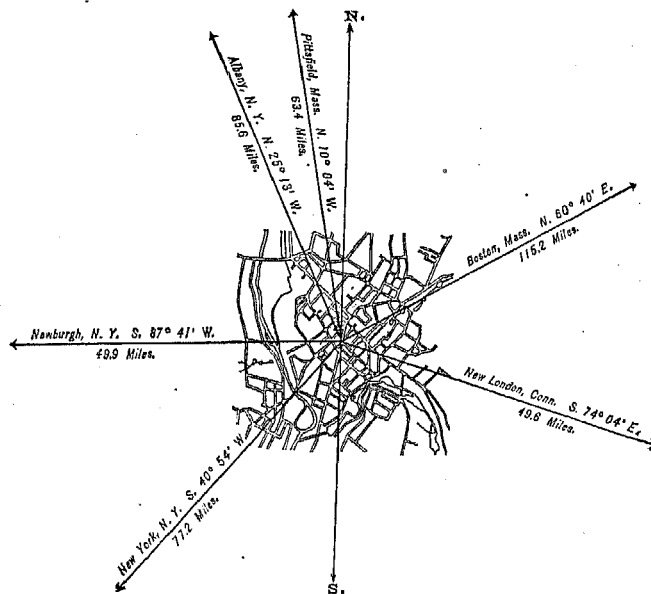 N.
Pittsfield, Mass. N. 10° 04' W.
63.4 Miles.
Albany, N. Y. N. 25° 13' W.
85.6 Miles.
Boston, Mass. N. 60° 40' E.
115.2 Miles.
Newburgh, N. Y. S. 87° 41' W.
49.9 Miles.
New London, Conn. S. 74° 04' E.
49.6 Miles.
New York, N. Y. S. 40° 54' W.
77.2 Miles.
S.